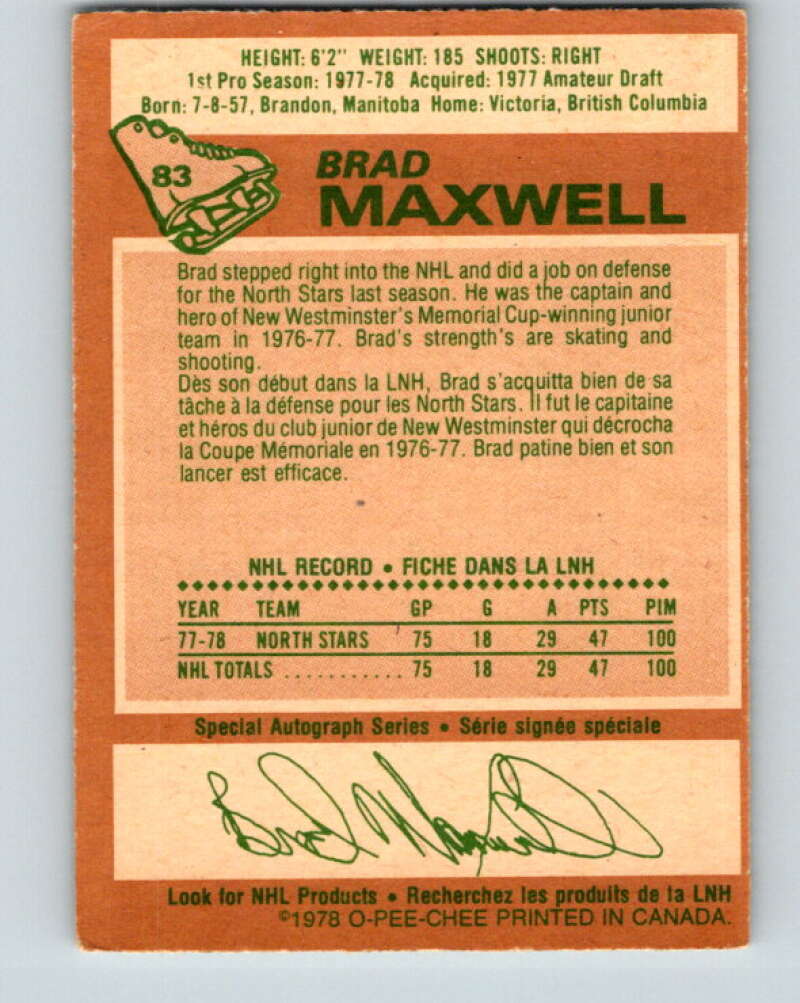 HEIGHT: 6'2" WEIGHT: 185 SHOOTS: RIGHT
1st Pro Season: 1977-78 Acquired: 1977 Amateur Draft
Born: 7-8-57, Brandon, Manitoba Home: Victoria, British Columbia
83
BRAD
MAXWELL
Brad stepped right into the NHL and did a job on defense
for the North Stars last season. He was the captain and
hero of New Westminster's Memorial Cup-winning junior
team in 1976-77. Brad's strength's are skating and
shooting.
Dès son début dans la LNH, Brad s'acquitta bien de sa
tâche à la défense pour les North Stars. Il fut le capitaine
et héros du club junior de New Westminster qui décrocha
la Coupe Mémoriale en 1976-77. Brad patine bien et son
lancer est efficace.
NHL RECORD • FICHE DANS LA LNH
YEAR TEAM GP G A PTS PIM
77-78 NORTH STARS 75 18 29 47 100
NHL TOTALS ........... 75 18 29 47 100
Special Autograph Series • Série signée spéciale
Brad Maxwell
Look for NHL Products • Recherchez les produits de la LNH
©1978 O-PEE-CHEE PRINTED IN CANADA.